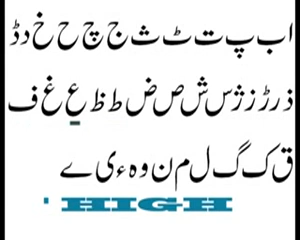 ا ب پ ت ٹ ث ج چ ح خ د ڈ
ذ ر ڑ ز ژ س ش ص ض ط ظ ع غ ف
ق ک گ ل م ن و ہ ء ی ے
HIGH